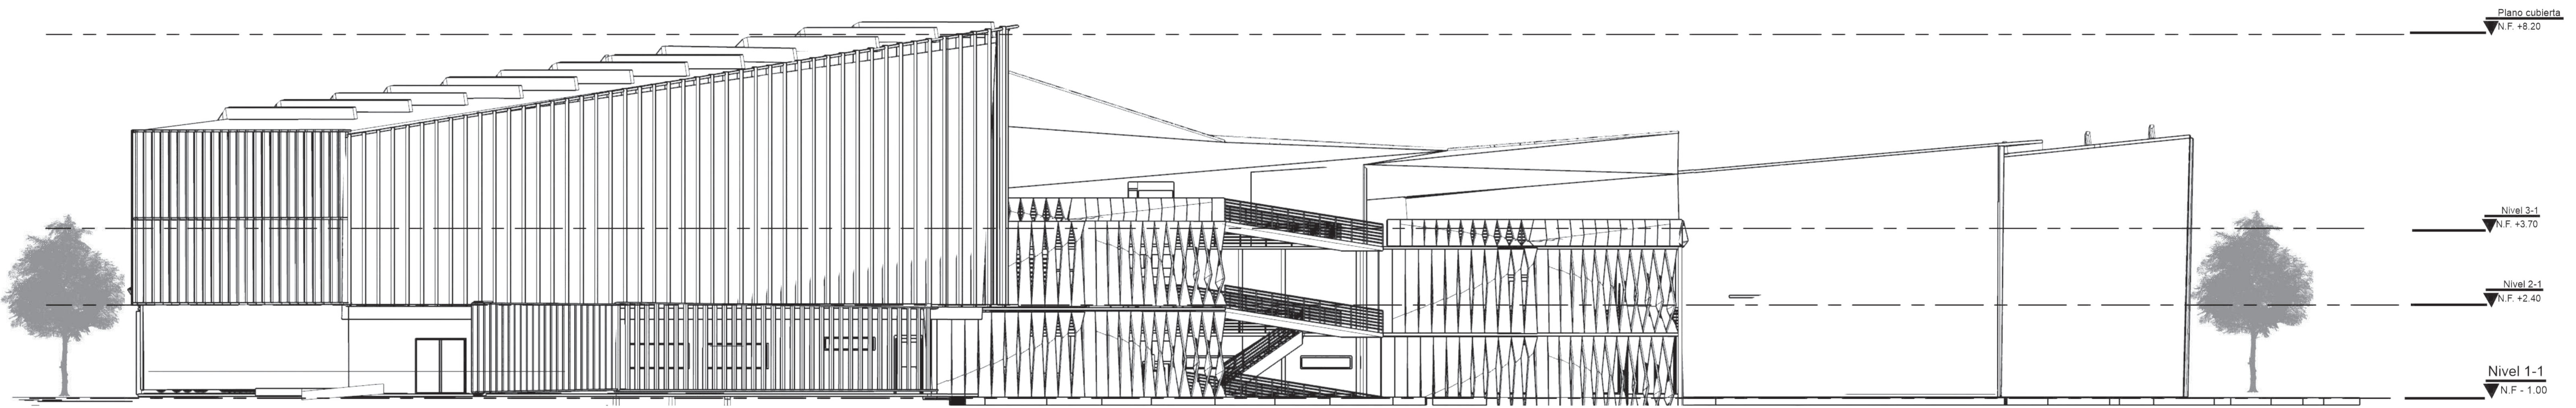 Plano cubierta
N.F. +8.20
Nivel 3-1
N.F. +3.70
Nivel 2-1
N.F. +2.40
Nivel 1-1
N.F - 1.00